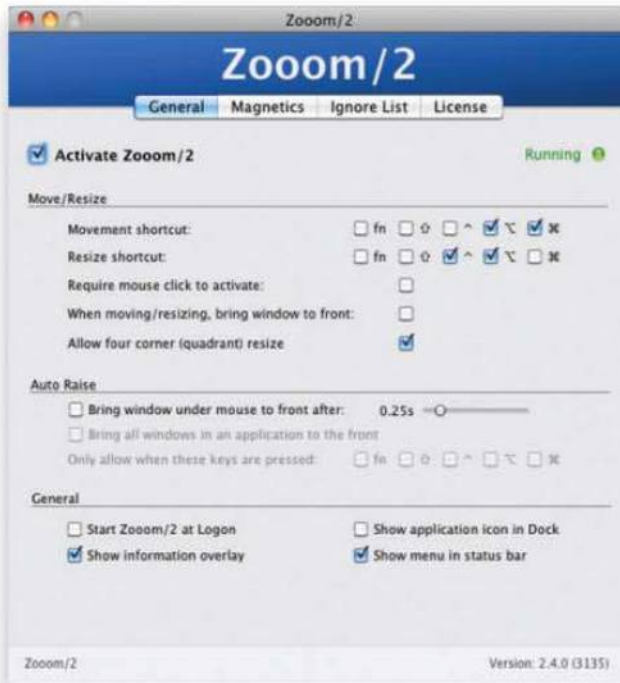 Zooom/2
Zooom/2
General Magnetics Ignore List License
Activate Zooom/2 Running
Move/Resize
Movement shortcut: fn ⇧ ^ ⌥ ⌘
Resize shortcut: fn ⇧ ^ ⌥ ⌘
Require mouse click to activate:
When moving/resizing, bring window to front:
Allow four corner (quadrant) resize
Auto Raise
Bring window under mouse to front after: 0.25s
Bring all windows in an application to the front
Only allow when these keys are pressed: fn ⇧ ^ ⌥ ⌘
General
Start Zooom/2 at Logon Show application icon in Dock
Show information overlay Show menu in status bar
Zooom/2 Version: 2.4.0 (3135)